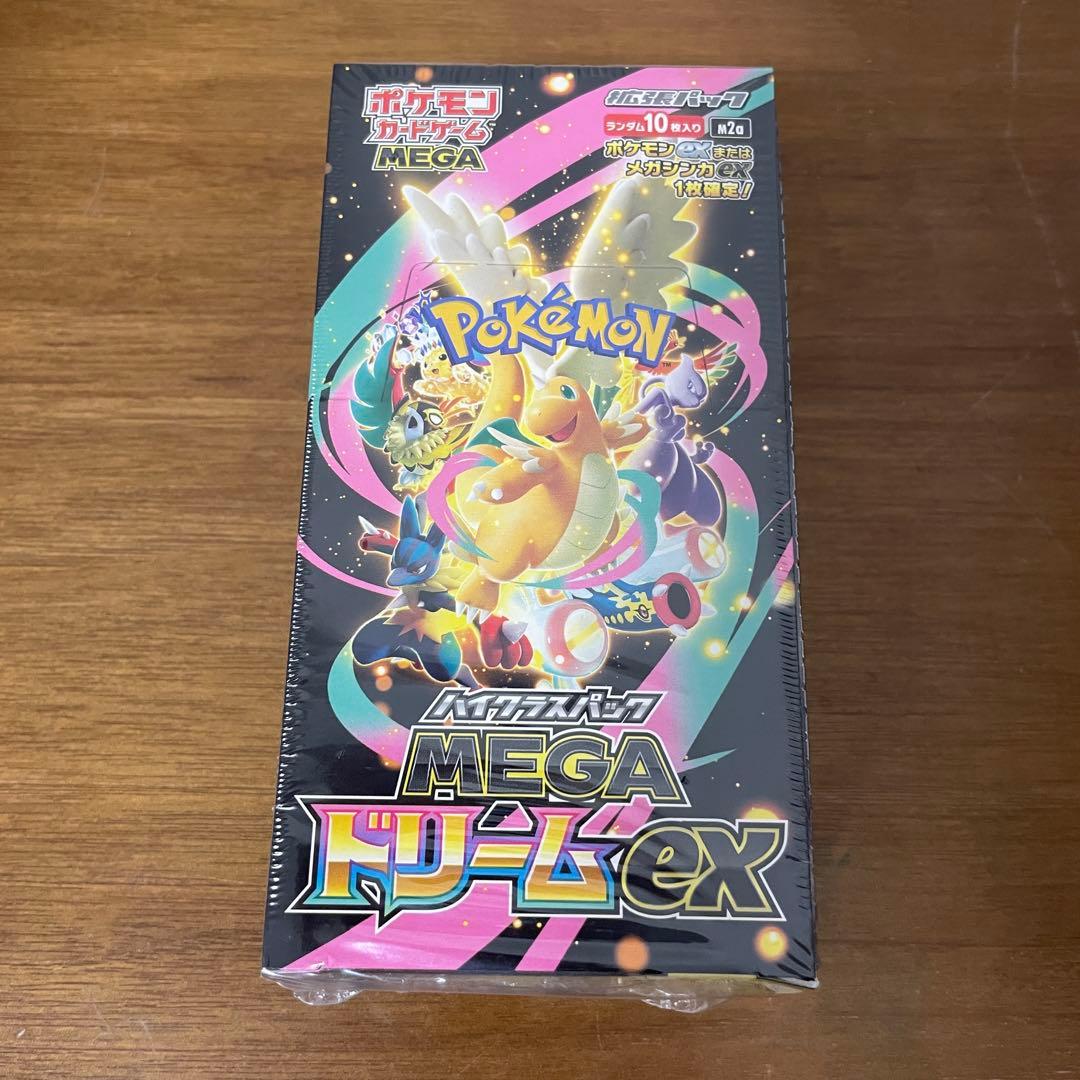 ポケモン
カードゲーム
MEGA
拡張パック
ランダム10枚入り M2a
ポケモンexまたは
メガシンカex
1枚確定!
POKéMON
TM
ハイクラスパック
MEGA
ドリームex